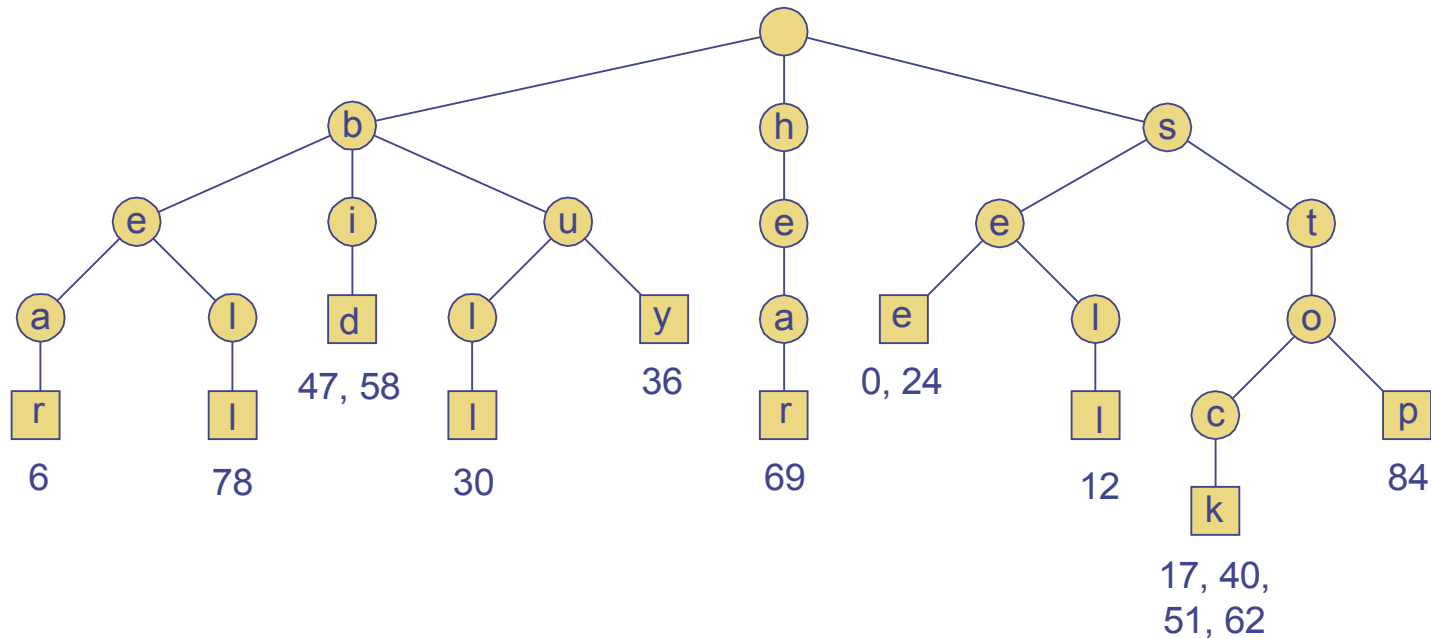 b h s
e i u e e t
a l d l y a e l o
47, 58 36 0, 24
r l l r l c p
6 78 30 69 12 84
k
17, 40,
51, 62